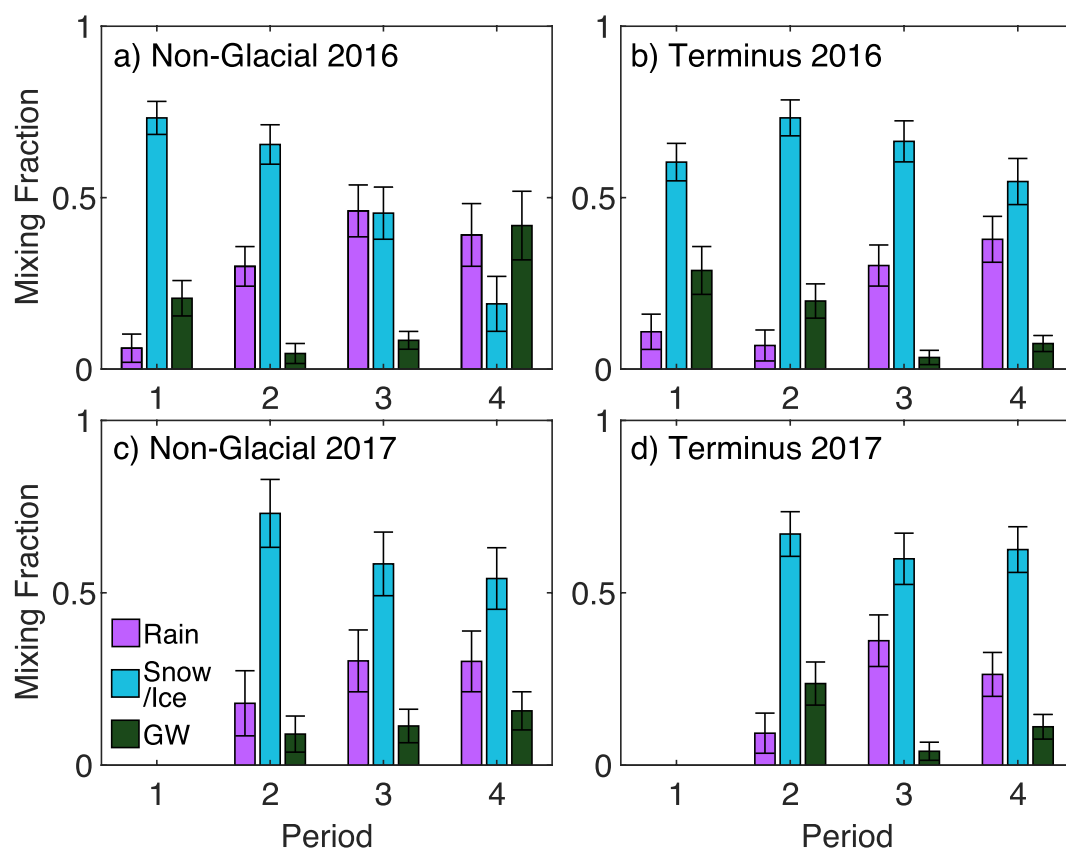 a) Non-Glacial 2016
b) Terminus 2016
1
0.5
0
Mixing Fraction
0.5
0
1 2 3 4
1 2 3 4
c) Non-Glacial 2017
d) Terminus 2017
1
0.5
0
Mixing Fraction
Rain
Snow
/Ice
GW
0.5
0
1 2 3 4
1 2 3 4
Period
Period